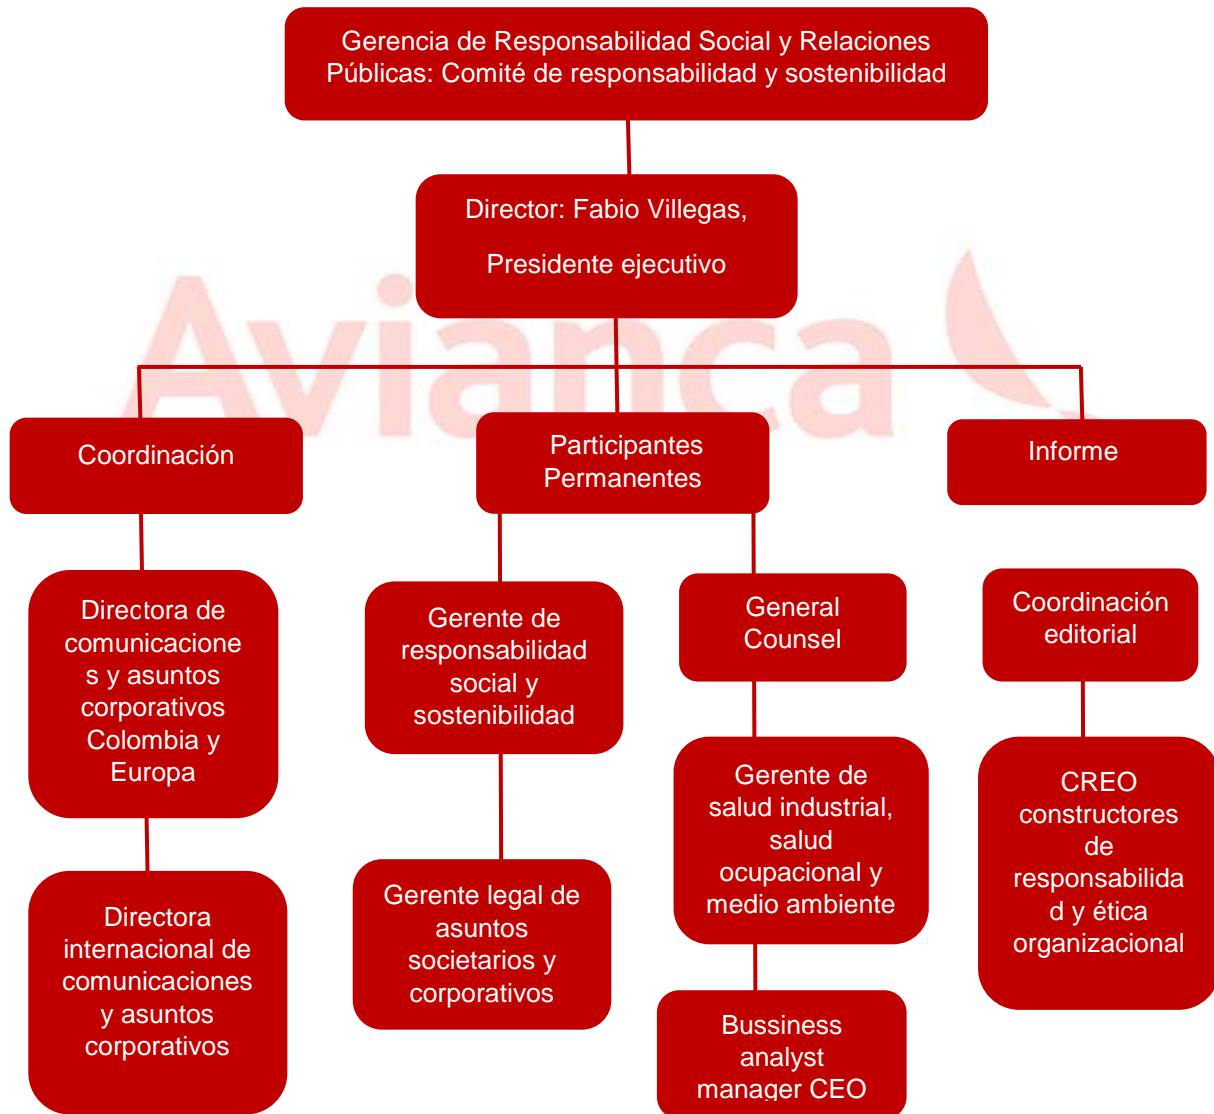 Gerencia de Responsabilidad Social y Relaciones
Públicas: Comité de responsabilidad y sostenibilidad
Director: Fabio Villegas,
Presidente ejecutivo
Avianca
Coordinación
Participantes
Permanentes
Informe
Directora de
comunicacione
s y asuntos
corporativos
Colombia y
Europa
Directora
internacional de
comunicaciones
y asuntos
corporativos
Gerente de
responsabilidad
social y
sostenibilidad
Gerente legal de
asuntos
societarios y
corporativos
General
Counsel
Gerente de
salud industrial,
salud
ocupacional y
medio ambiente
Bussiness
analyst
manager CEO
Coordinación
editorial
CREO
constructores
de
responsabilida
d y ética
organizacional